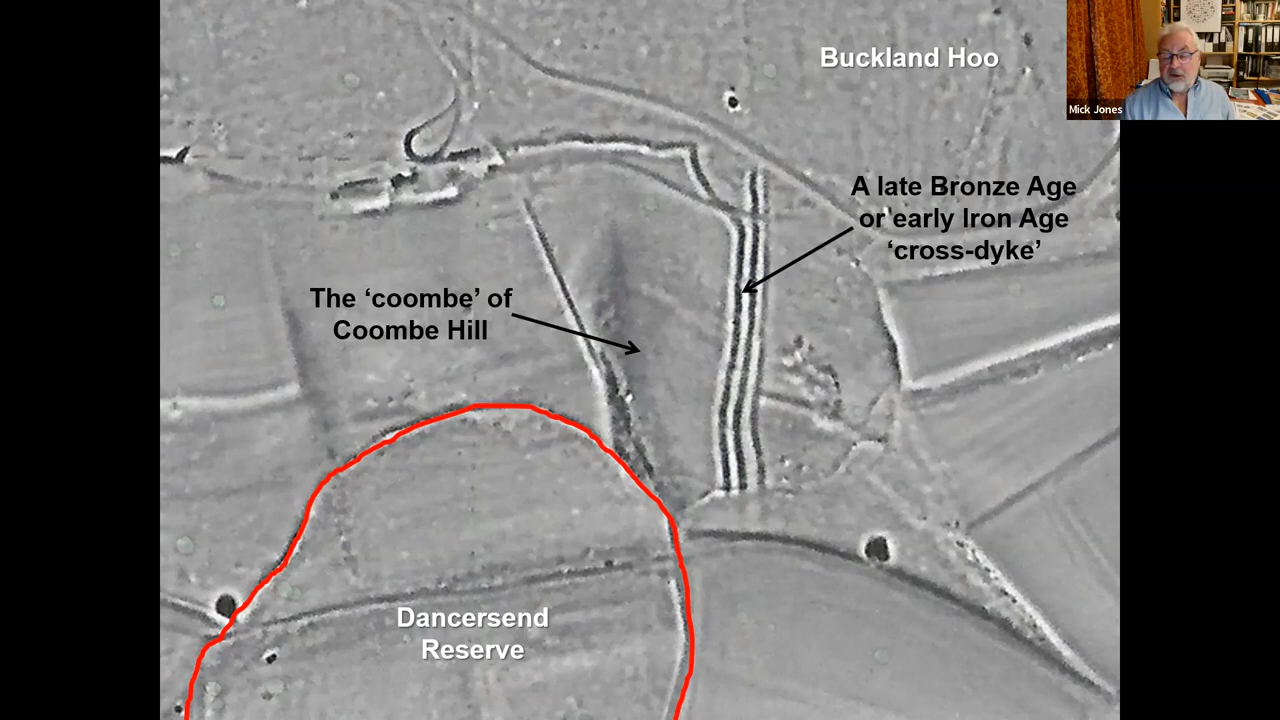 Buckland Hoo
Mick Jones
A late Bronze Age
or early Iron Age
‘cross-dyke’
The ‘coombe’ of
Coombe Hill
Dancersend
Reserve